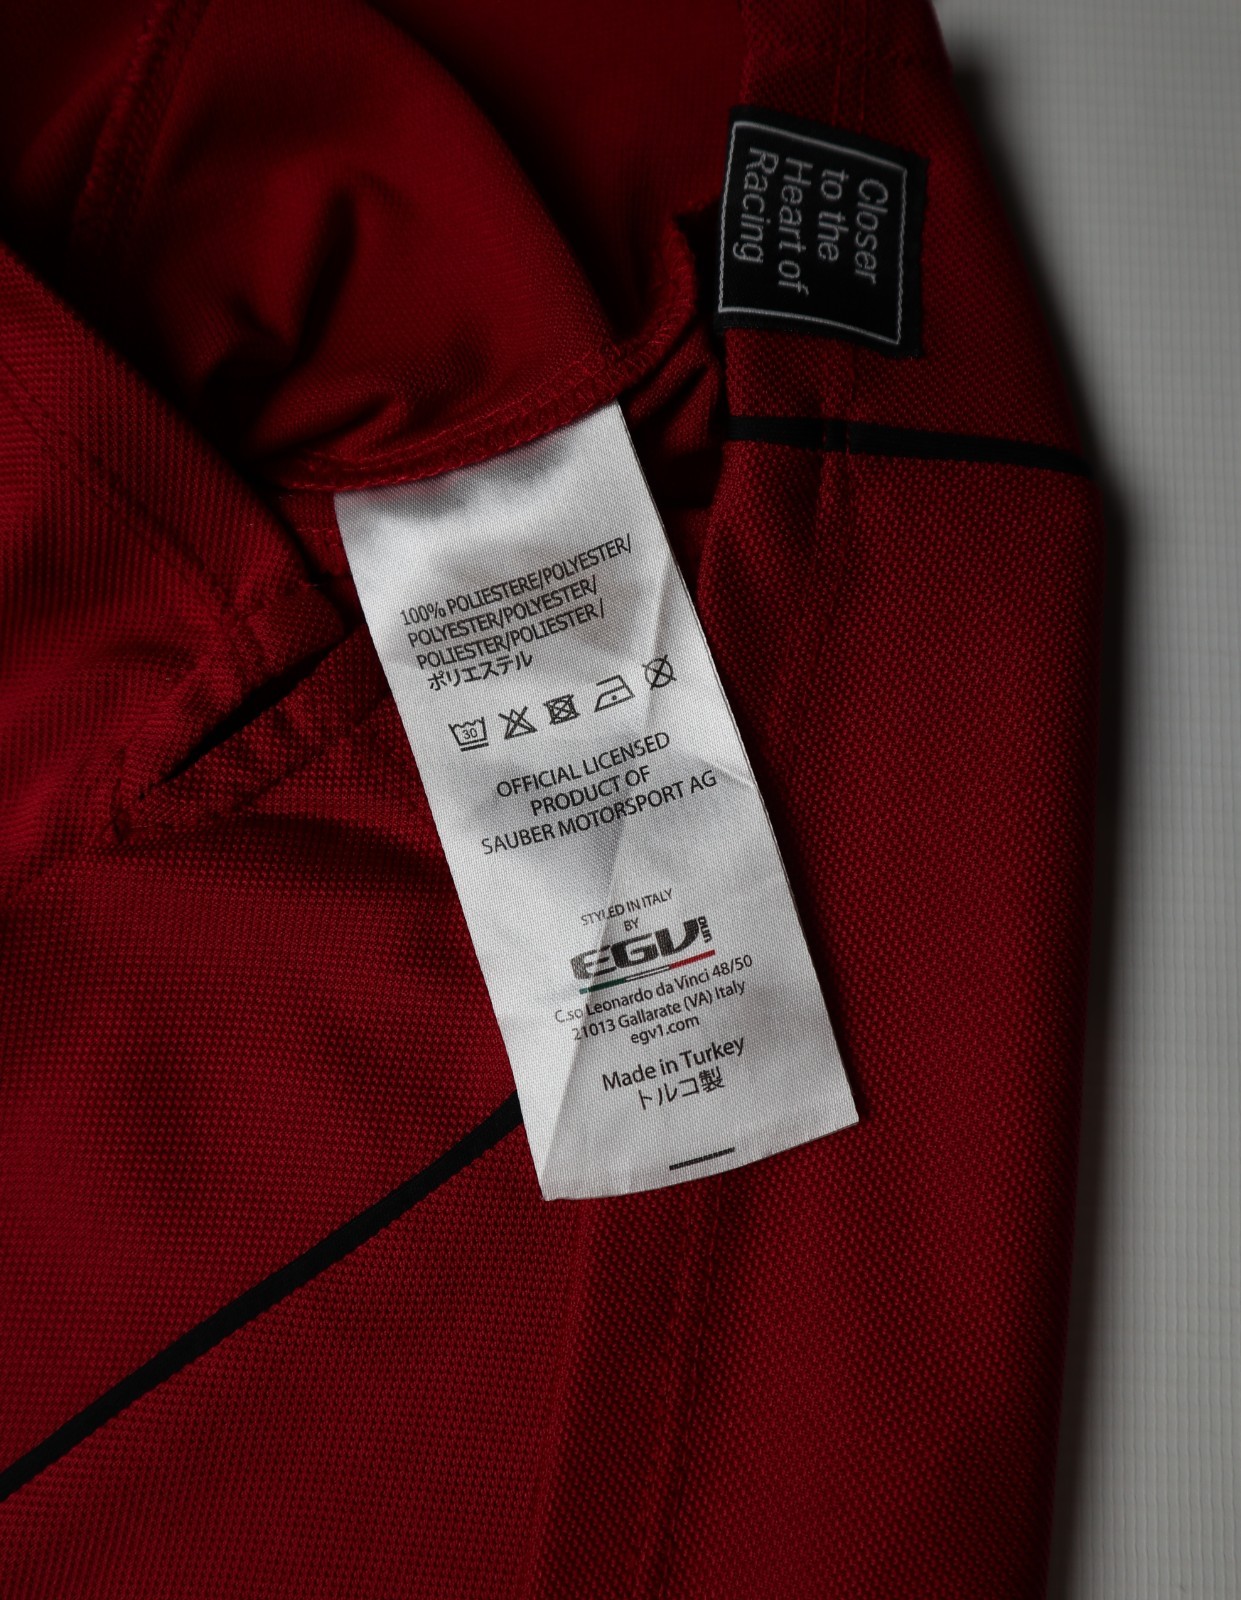 Closer
to the
Heart of
Racing
100% POLIESTERE/POLYESTER/
POLYESTER/POLYESTER/
POLIESTER/POLIESTER/
ポリエステル
30
OFFICIAL LICENSED
PRODUCT OF
SAUBER MOTORSPORT AG
STYLED IN ITALY
BY
EGV
C.so Leonardo da Vinci 48/50
21013 Gallarate (VA) Italy
egv1.com
Made in Turkey
トルコ製